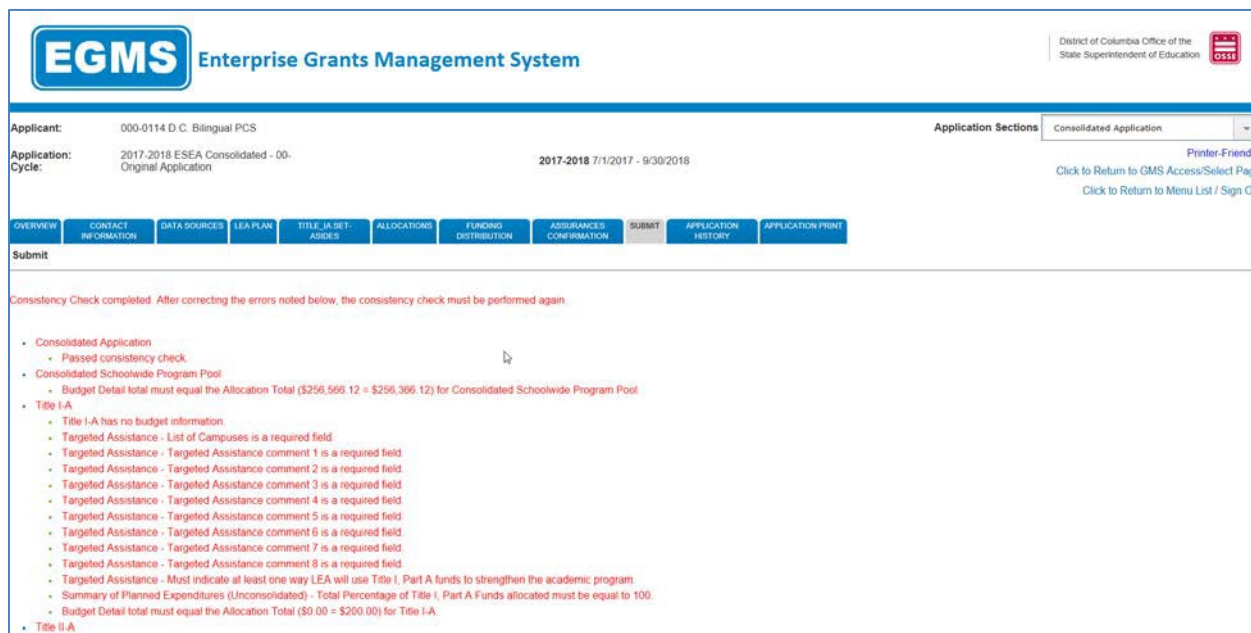 EGMS Enterprise Grants Management System
District of Columbia Office of the
State Superintendent of Education
OSSE
Applicant: 000-0114 D.C. Bilingual PCS
Application Sections Consolidated Application
Application: 2017-2018 ESEA Consolidated - 00-
Cycle: Original Application
2017-2018 7/1/2017 - 9/30/2018
Printer-Friend
Click to Return to GMS Access/Select Pag
Click to Return to Menu List / Sign O
OVERVIEW
CONTACT INFORMATION
DATA SOURCES
LEA PLAN
TITLE_IA SET-ASIDES
ALLOCATIONS
FUNDING DISTRIBUTION
ASSURANCES CONFIRMATION
SUBMIT
APPLICATION HISTORY
APPLICATION PRINT
Submit
Consistency Check completed. After correcting the errors noted below, the consistency check must be performed again.
Consolidated Application
Passed consistency check.
Consolidated Schoolwide Program Pool
Budget Detail total must equal the Allocation Total ($256,566.12 = $256,366.12) for Consolidated Schoolwide Program Pool.
Title I-A
Title I-A has no budget information.
Targeted Assistance - List of Campuses is a required field.
Targeted Assistance - Targeted Assistance comment 1 is a required field.
Targeted Assistance - Targeted Assistance comment 2 is a required field.
Targeted Assistance - Targeted Assistance comment 3 is a required field.
Targeted Assistance - Targeted Assistance comment 4 is a required field.
Targeted Assistance - Targeted Assistance comment 5 is a required field.
Targeted Assistance - Targeted Assistance comment 6 is a required field.
Targeted Assistance - Targeted Assistance comment 7 is a required field.
Targeted Assistance - Targeted Assistance comment 8 is a required field.
Targeted Assistance - Must indicate at least one way LEA will use Title I, Part A funds to strengthen the academic program.
Summary of Planned Expenditures (Unconsolidated) - Total Percentage of Title I, Part A Funds allocated must be equal to 100.
Budget Detail total must equal the Allocation Total ($0.00 = $200.00) for Title I-A.
Title II-A